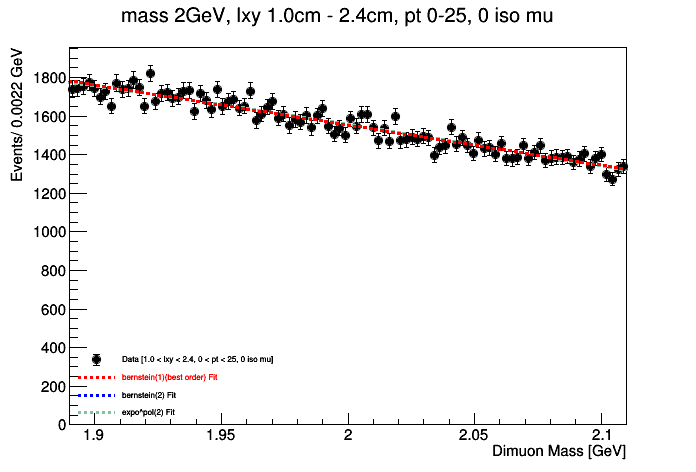 mass 2GeV, lxy 1.0cm - 2.4cm, pt 0-25, 0 iso mu
Events/ 0.0022 GeV
1800
1600
1400
1200
1000
800
600
400
200
0
Data [1.0 < lxy < 2.4, 0 < pt < 25, 0 iso mu]
bernstein(1)(best order) Fit
bernstein(2) Fit
expo^pol(2) Fit
1.9 1.95 2 2.05 2.1
Dimuon Mass [GeV]